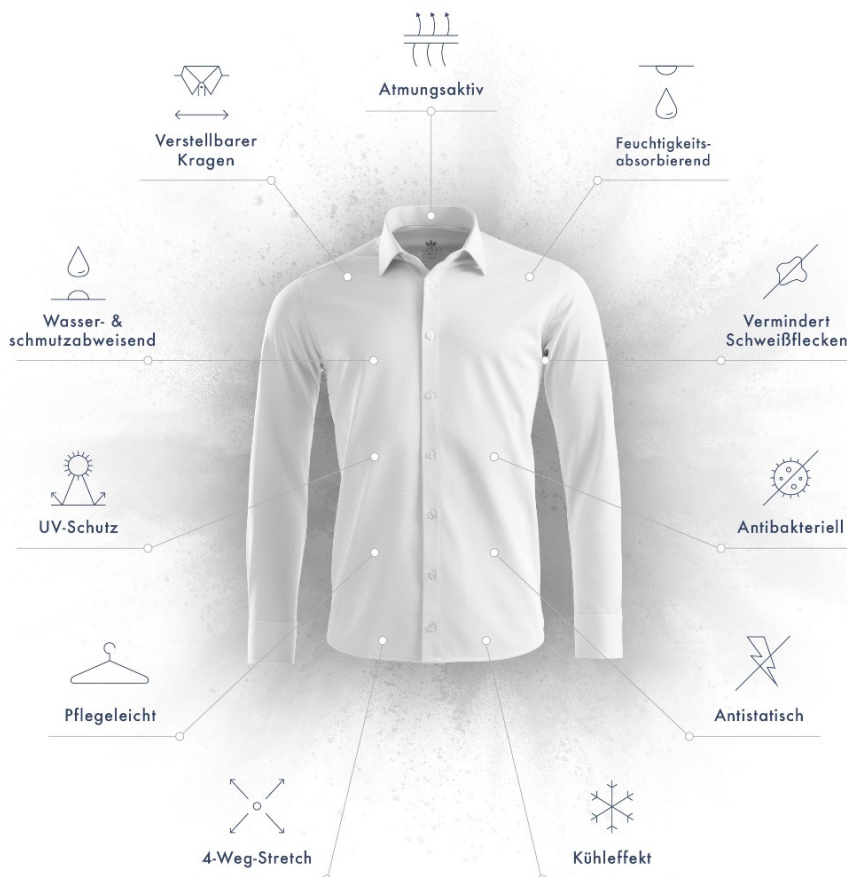 Atmungsaktiv
Verstellbarer
Kragen
Feuchtigkeits-
absorbierend
Wasser- &
schmutzabweisend
Vermindert
Schweißflecken
UV-Schutz
Antibakteriell
Pflegeleicht
Antistatisch
4-Weg-Stretch
Kühleffekt